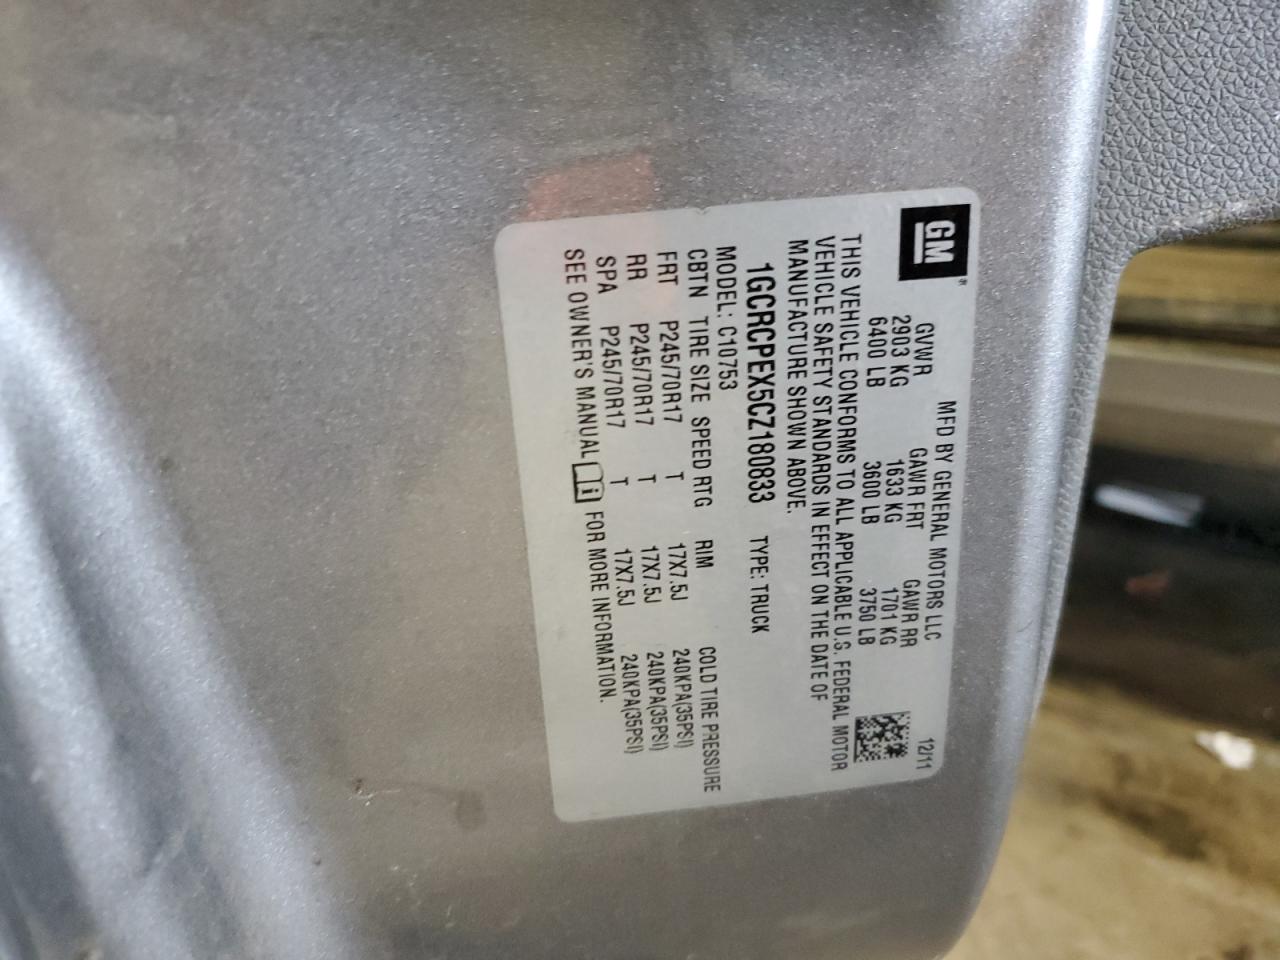 GM
MFD BY GENERAL MOTORS LLC 12/11
GVWR GAWR FRT GAWR RR
2903 KG 1633 KG 1701 KG
6400 LB 3600 LB 3750 LB
THIS VEHICLE CONFORMS TO ALL APPLICABLE U.S. FEDERAL MOTOR
VEHICLE SAFETY STANDARDS IN EFFECT ON THE DATE OF
MANUFACTURE SHOWN ABOVE.
1GCRCPEX5CZ180833 TYPE: TRUCK
MODEL: C10753
CBTN TIRE SIZE SPEED RTG RIM COLD TIRE PRESSURE
FRT P245/70R17 T 17X7.5J 240KPA(35PSI)
RR P245/70R17 T 17X7.5J 240KPA(35PSI)
SPA P245/70R17 T 17X7.5J 240KPA(35PSI)
SEE OWNER'S MANUAL i FOR MORE INFORMATION.